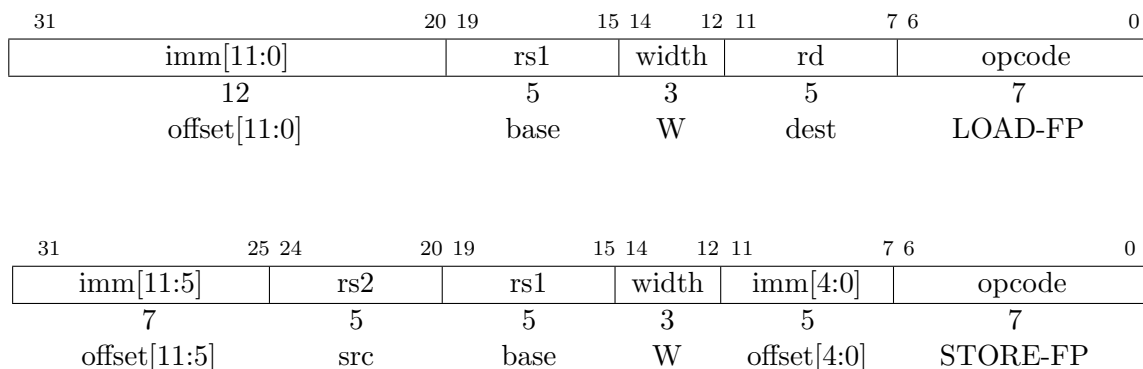 31 20 19 15 14 12 11 7 6 0
imm[11:0] rs1 width rd opcode
12 5 3 5 7
offset[11:0] base W dest LOAD-FP
31 25 24 20 19 15 14 12 11 7 6 0
imm[11:5] rs2 rs1 width imm[4:0] opcode
7 5 5 3 5 7
offset[11:5] src base W offset[4:0] STORE-FP